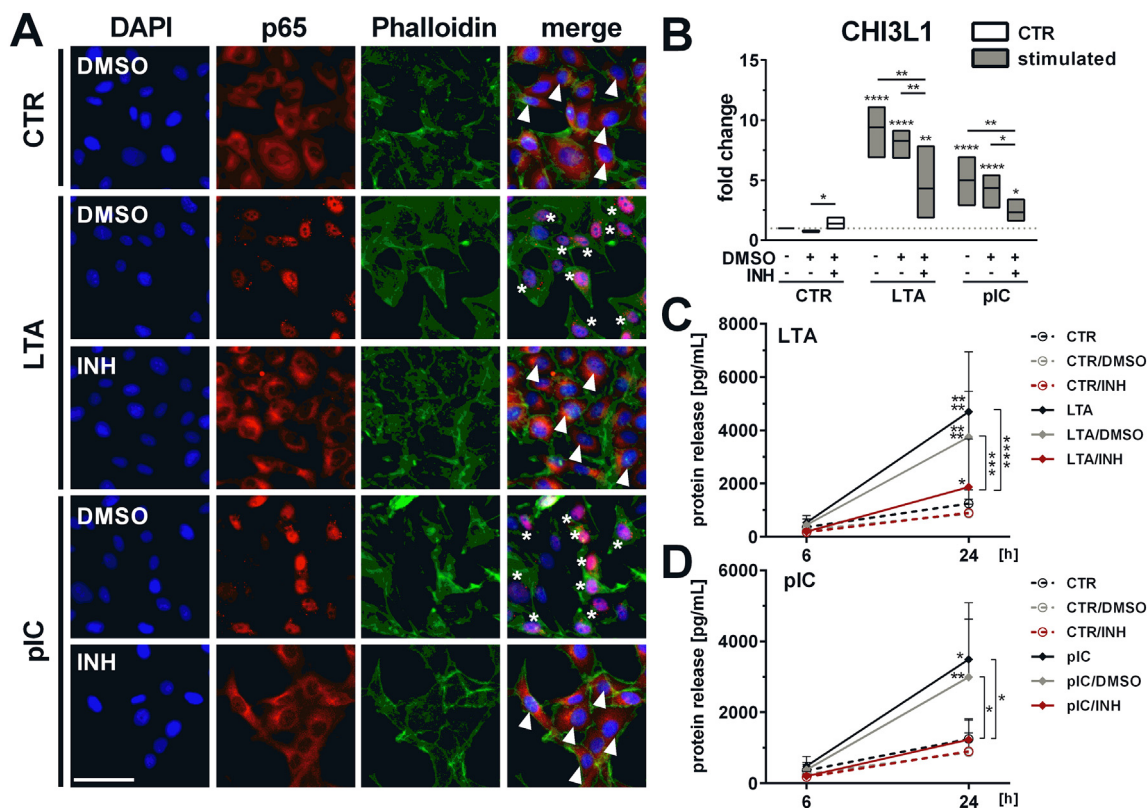 A
DAPI p65 Phalloidin merge
CTR
DMSO
LTA
DMSO
INH
pIC
DMSO
INH
* * * * * * * * *
* * * * * * * *
B
CHI3L1
CTR
stimulated
fold change
15
10
5
0
*
**
**
**** **** **
**
*
**** **** *
DMSO - + + - + + - + +
INH - - + - - + - - +
CTR LTA pIC
C
LTA
protein release [pg/mL]
8000
6000
4000
2000
0
6 24 [h]
**
**
**
**
*
***
****
CTR
CTR/DMSO
CTR/INH
LTA
LTA/DMSO
LTA/INH
D
pIC
protein release [pg/mL]
6000
4000
2000
0
6 24 [h]
*
**
*
*
CTR
CTR/DMSO
CTR/INH
pIC
pIC/DMSO
pIC/INH